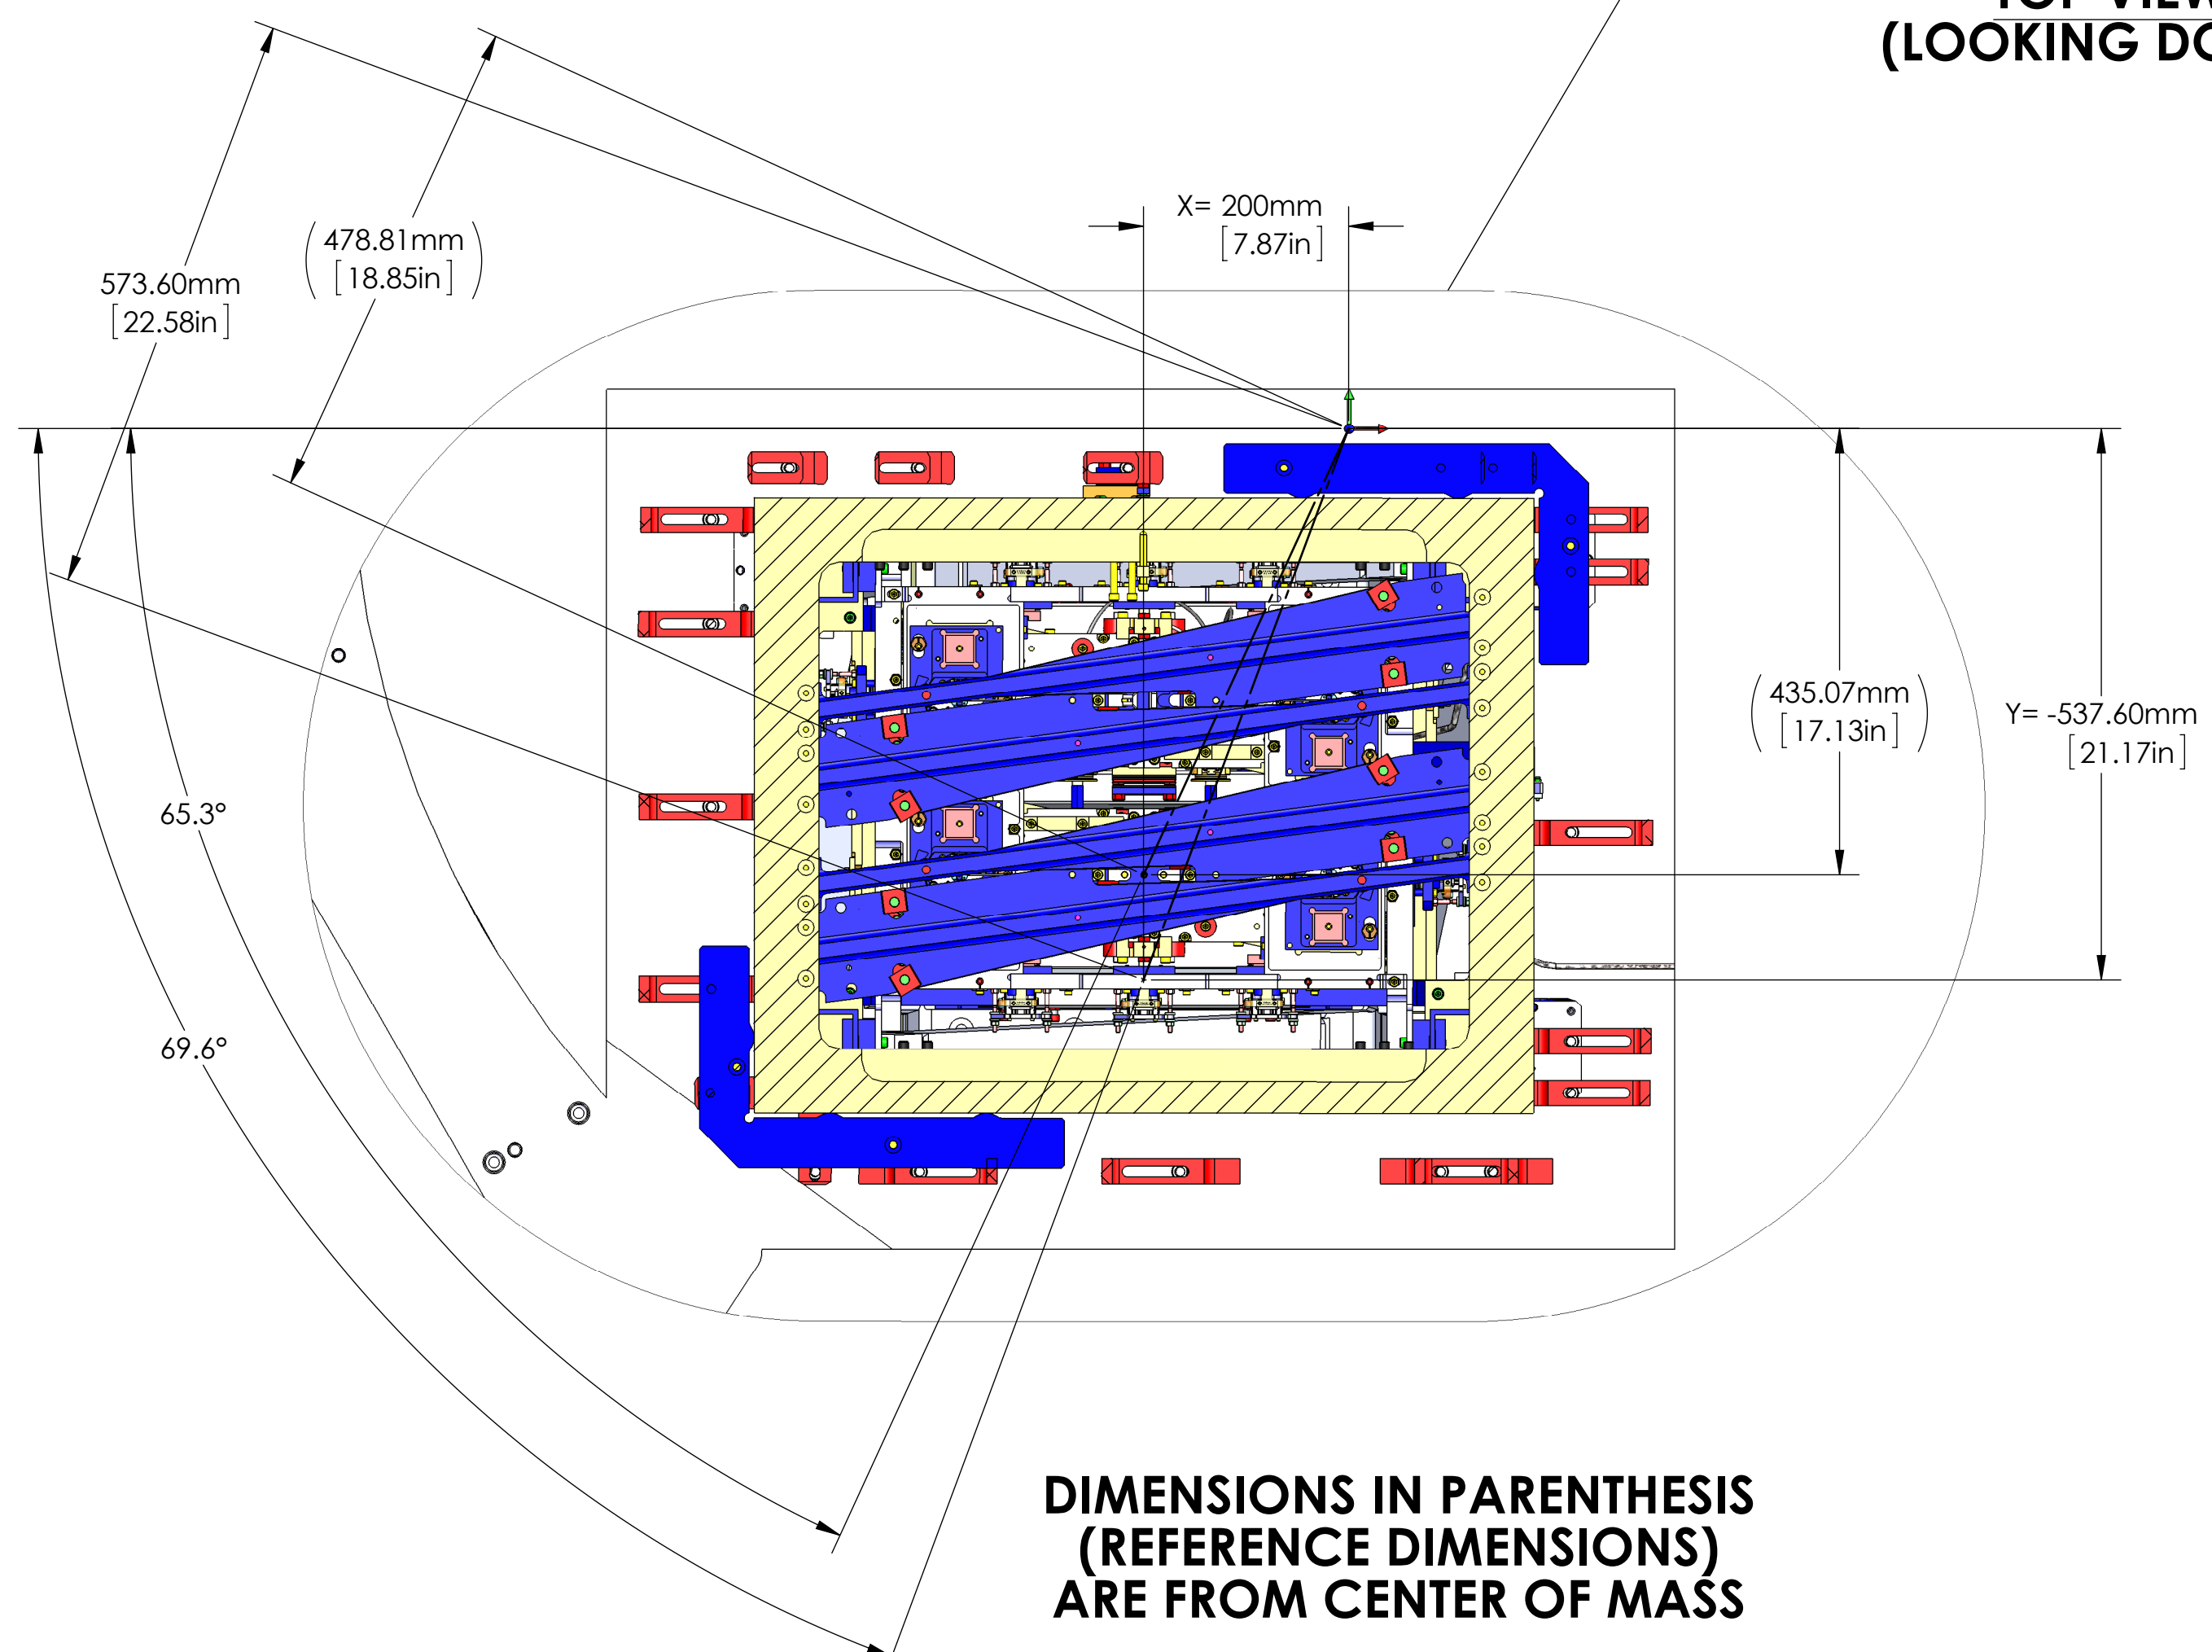 (LOOKING
X= 200mm
[7.87in]
(478.81mm)
[18.85in]
573.60mm
[22.58in]
(435.07mm)
[17.13in]
Y= -537.60mm
[21.17in]
65.3°
69.6°
DIMENSIONS IN PARENTHESIS
(REFERENCE DIMENSIONS)
ARE FROM CENTER OF MASS